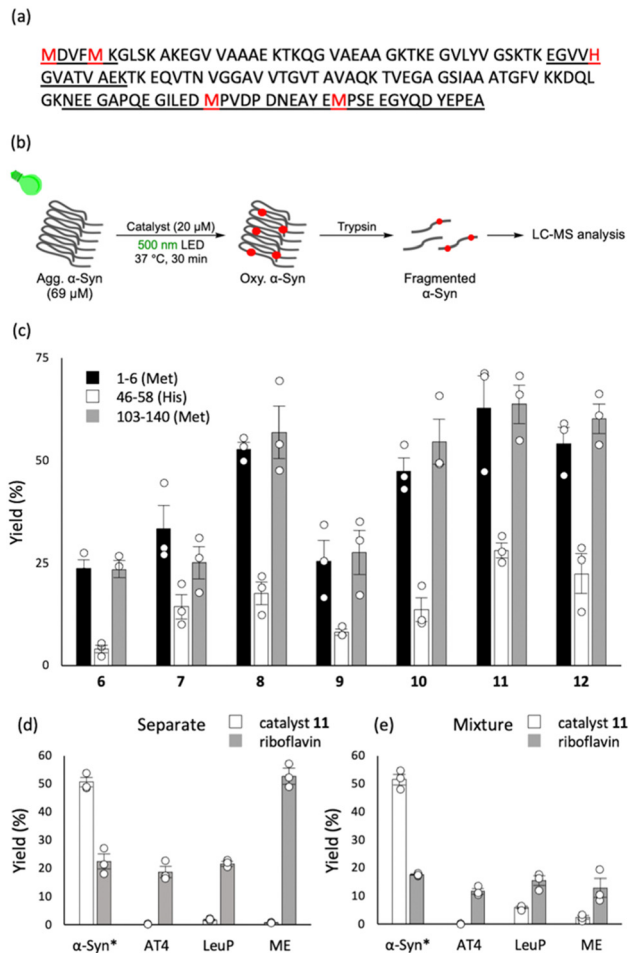 (a)
MDVFM KGLSK AKEGV VAAAE KTKQG VAEAA GKTKE GVLYV GSKTK EGVVH
GVATV AEKTK EQVTN VGGAV VTGVT AVAQK TVEGA GSIAA ATGFV KKDQL
GKNEE GAPQE GILED MPVDP DNEAY EMPSE EGYQD YEPEA
(b)
Catalyst (20 μM)
500 nm LED
37 °C, 30 min
Trypsin
LC-MS analysis
Agg. α-Syn
(69 μM)
Oxy. α-Syn
Fragmented
α-Syn
(c)
75
50
25
0
Yield (%)
1-6 (Met)
46-58 (His)
103-140 (Met)
6 7 8 9 10 11 12
(d) Separate
catalyst 11
riboflavin
Yield (%)
60
50
40
30
20
10
0
α-Syn* AT4 LeuP ME
(e) Mixture
catalyst 11
riboflavin
Yield (%)
60
50
40
30
20
10
0
α-Syn* AT4 LeuP ME